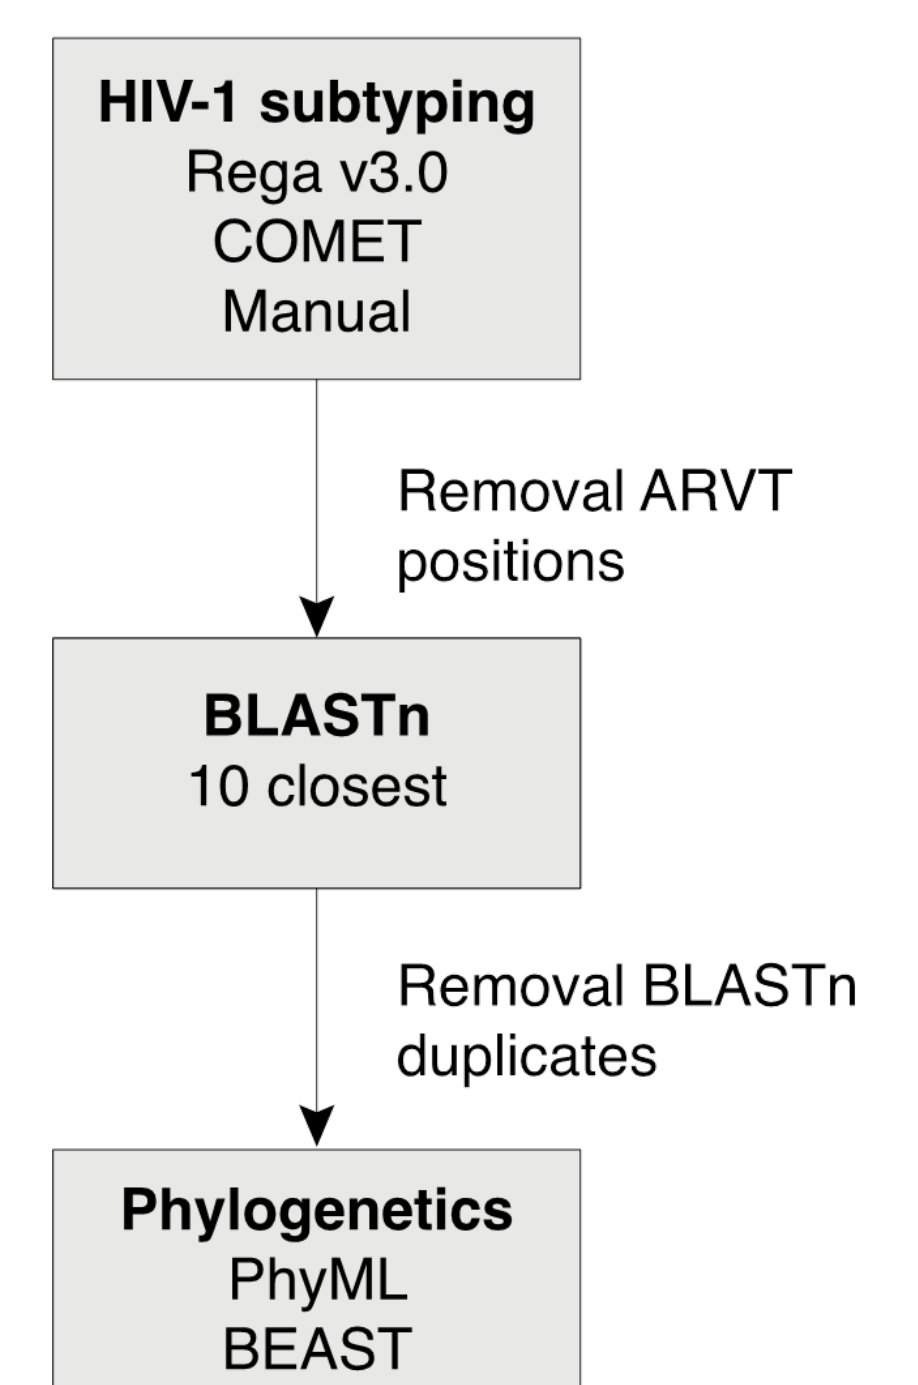 HIV-1 subtyping
Rega v3.0
COMET
Manual
Removal ARVT
positions
BLASTn
10 closest
Removal BLASTn
duplicates
Phylogenetics
PhyML
BEAST